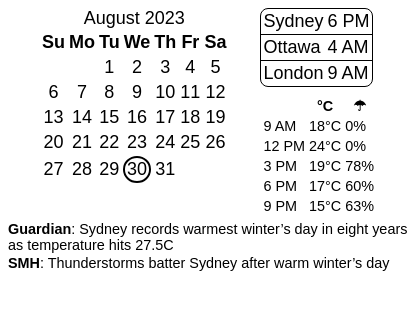 August 2023
Su Mo Tu We Th Fr Sa
1 2 3 4 5
6 7 8 9 10 11 12
13 14 15 16 17 18 19
20 21 22 23 24 25 26
27 28 29 30 31
Sydney 6 PM
Ottawa 4 AM
London 9 AM
°C ☂
9 AM 18°C 0%
12 PM 24°C 0%
3 PM 19°C 78%
6 PM 17°C 60%
9 PM 15°C 63%
Guardian: Sydney records warmest winter’s day in eight years
as temperature hits 27.5C
SMH: Thunderstorms batter Sydney after warm winter’s day